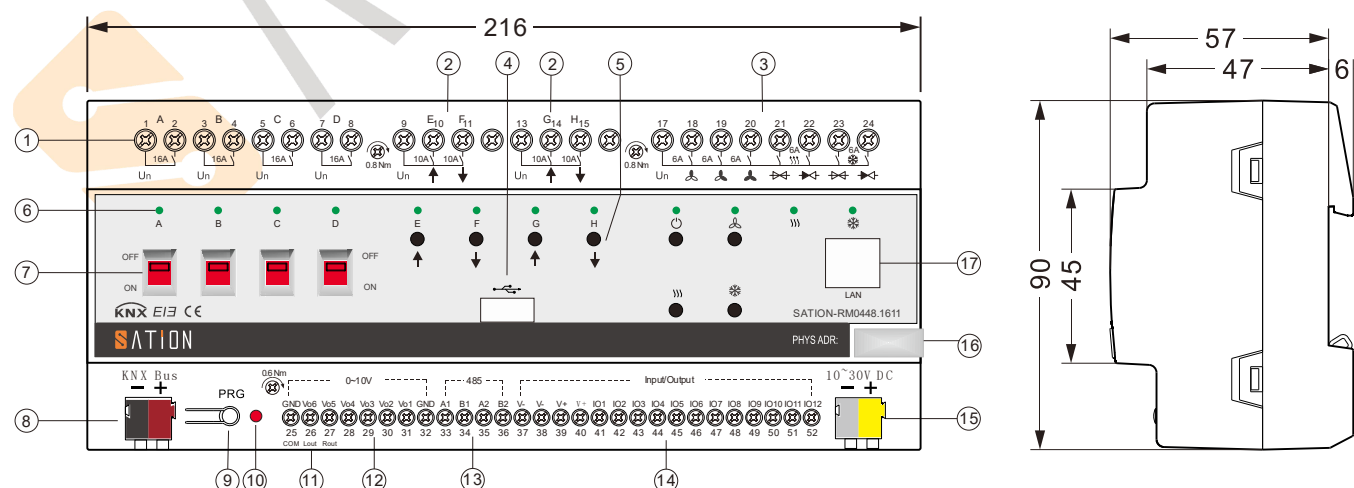 216
2 4 2 5 3
57
47 6
1 A 2 3 B 4 5 C 6 7 D 8 9 E 10 F 11 13 G 14 H 15 17 18 19 20 21 22 23 24
1
16A 16A 16A 16A 0.8 Nm 10A 10A 10A 10A 0.8 Nm 6A 6A 6A 6A 6A
Un Un Un Un Un Un Un
6
A B C D E F G H
7
OFF OFF
ON ON
17
LAN
KNX EIB CE
SATION-RM0448.1611
SATION
PHYS ADR:
16
90
45
KNX Bus
− +
PRG
0.6 Nm
0~10V 485 Input/Output
10~30V DC
− +
GND Vo6 Vo5 Vo4 Vo3 Vo2 Vo1 GND A1 B1 A2 B2 V- V- V+ V+ IO1 IO2 IO3 IO4 IO5 IO6 IO7 IO8 IO9 IO10 IO11 IO12
8
15
25 26 27 28 29 30 31 32 33 34 35 36 37 38 39 40 41 42 43 44 45 46 47 48 49 50 51 52
COM Lout Rout
9 10 11 12 13 14